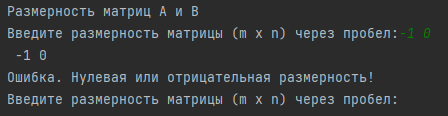 Размерность матриц A и B
Введите размерность матрицы (m x n) через пробел:-1 0
-1 0
Ошибка. Нулевая или отрицательная размерность!
Введите размерность матрицы (m x n) через пробел: